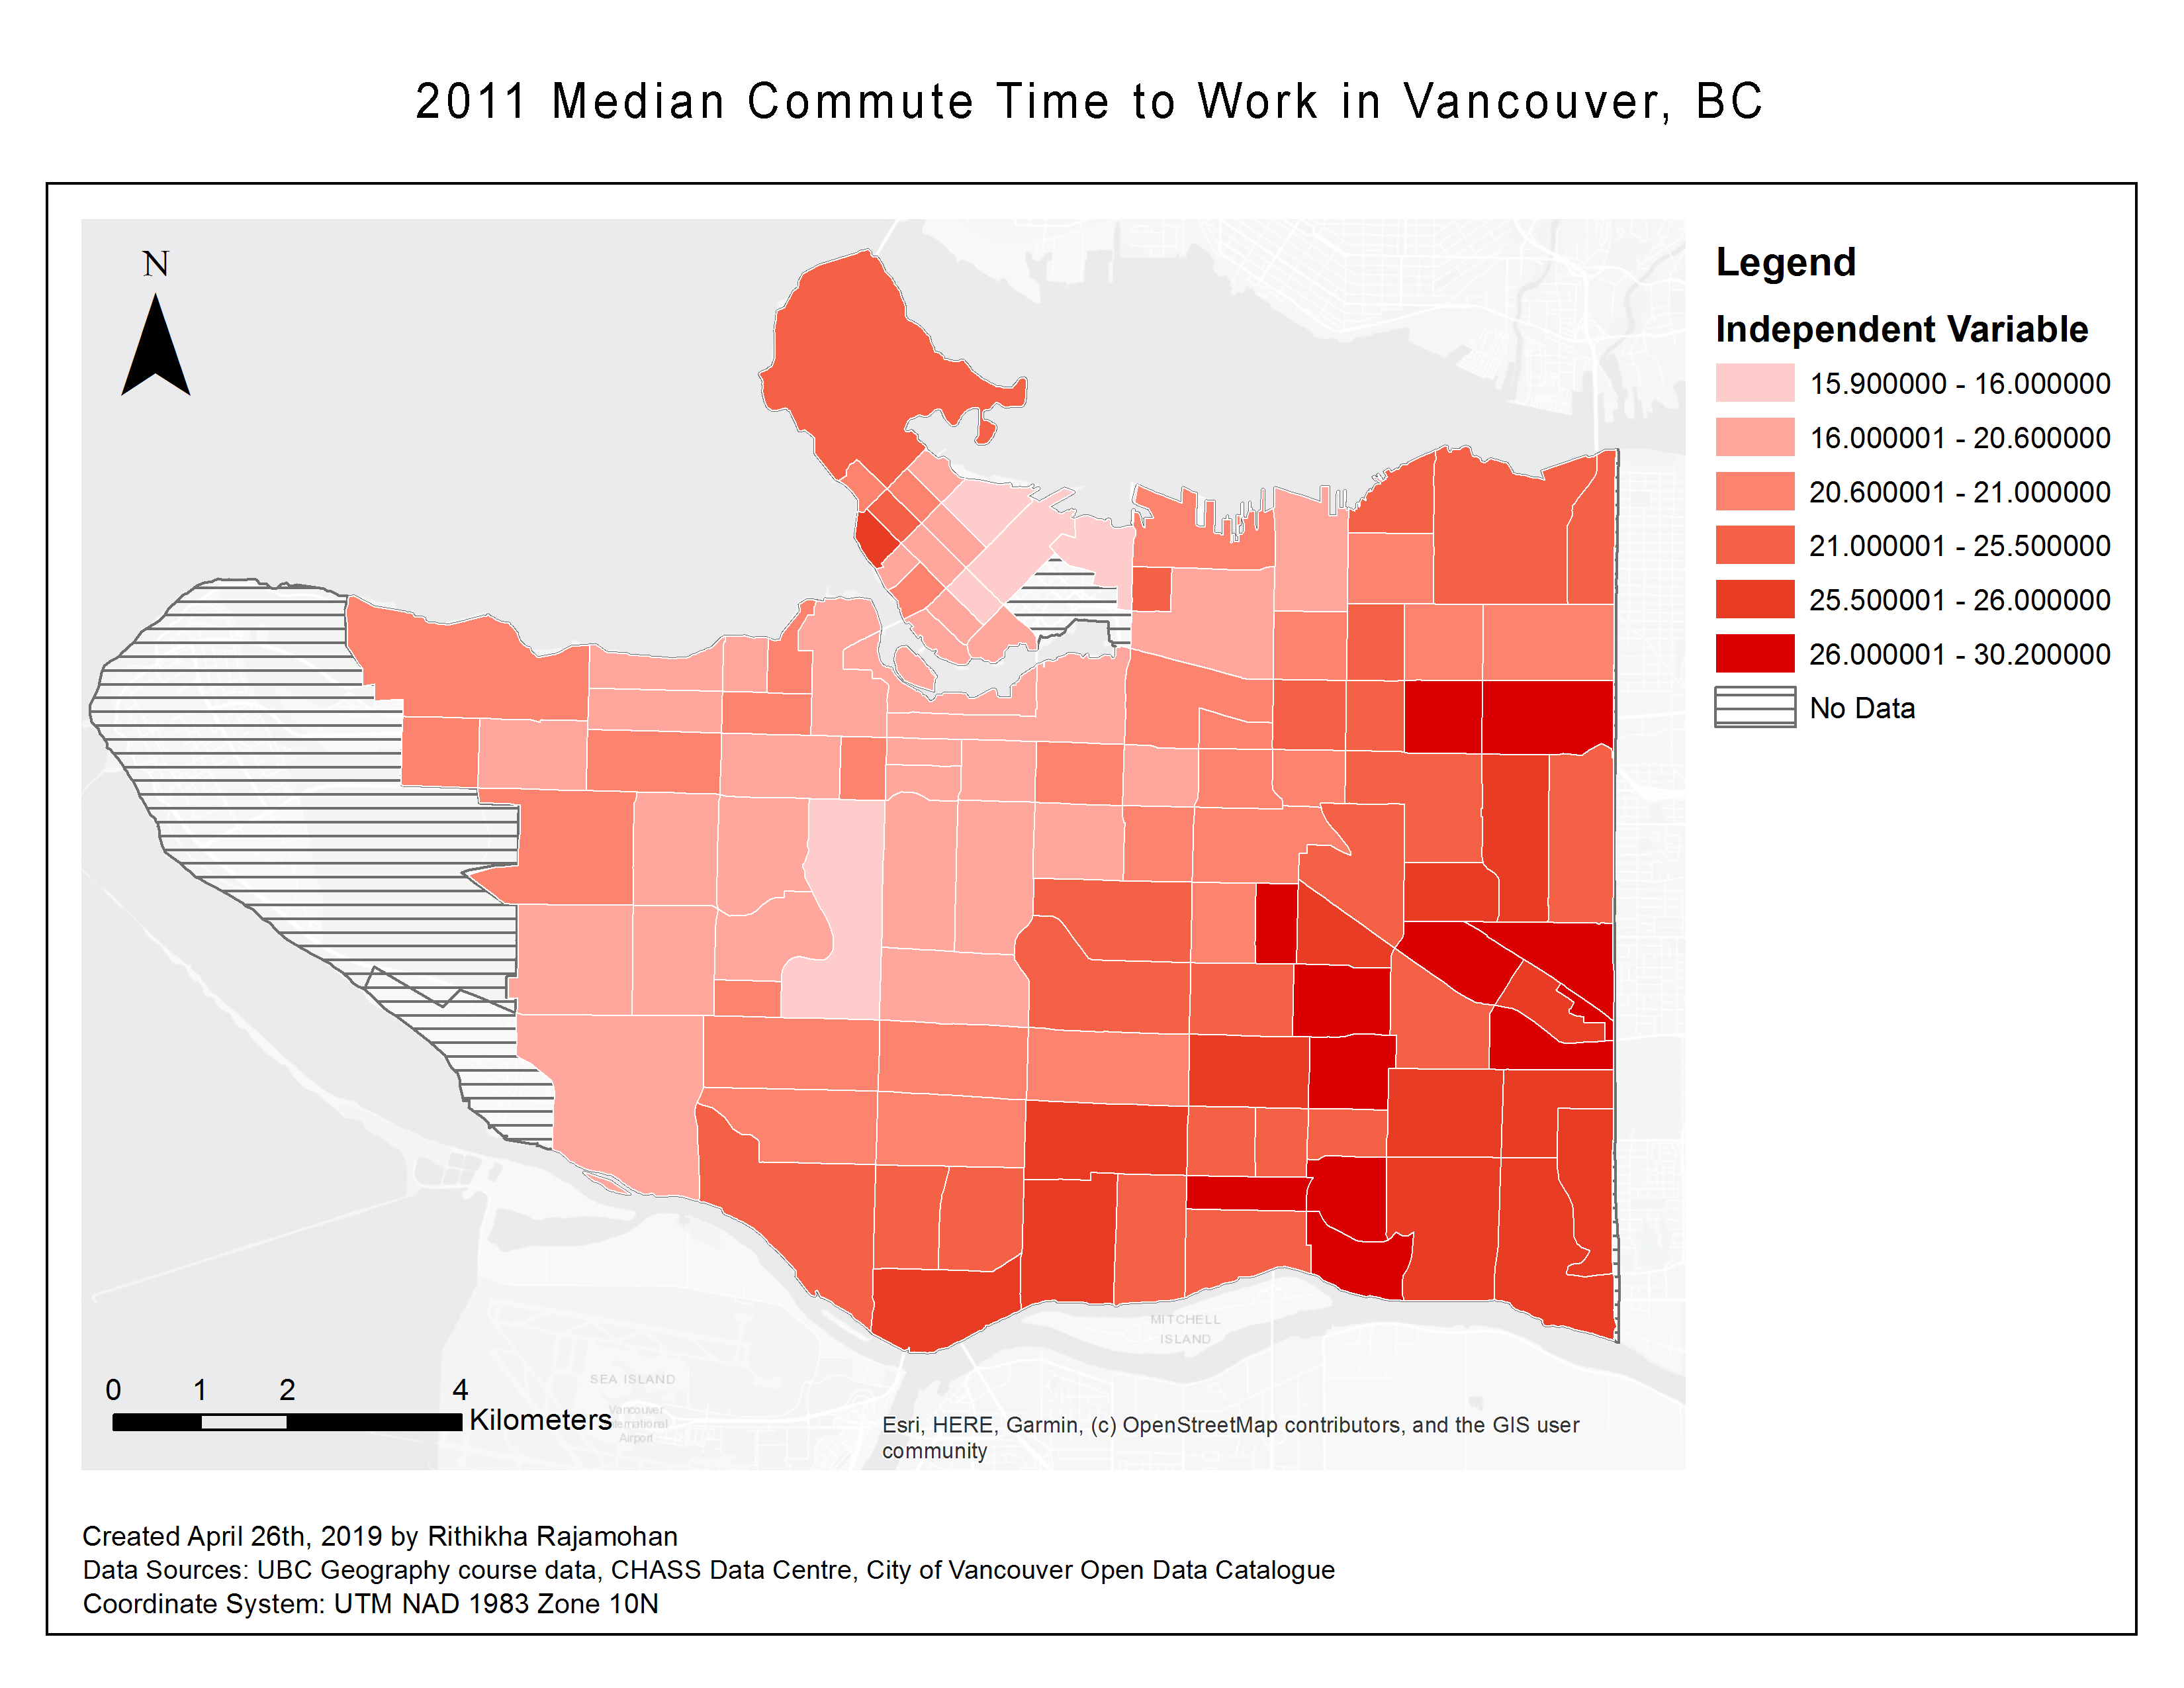 2011 Median Commute Time to Work in Vancouver, BC
N
Legend
Independent Variable
15.900000 - 16.000000
16.000001 - 20.600000
20.600001 - 21.000000
21.000001 - 25.500000
25.500001 - 26.000000
26.000001 - 30.200000
No Data
MITCHELL
ISLAND
SEA ISLAND
Vancouver
International
Airport
0 1 2 4
Kilometers
Esri, HERE, Garmin, (c) OpenStreetMap contributors, and the GIS user
community
Created April 26th, 2019 by Rithikha Rajamohan
Data Sources: UBC Geography course data, CHASS Data Centre, City of Vancouver Open Data Catalogue
Coordinate System: UTM NAD 1983 Zone 10N